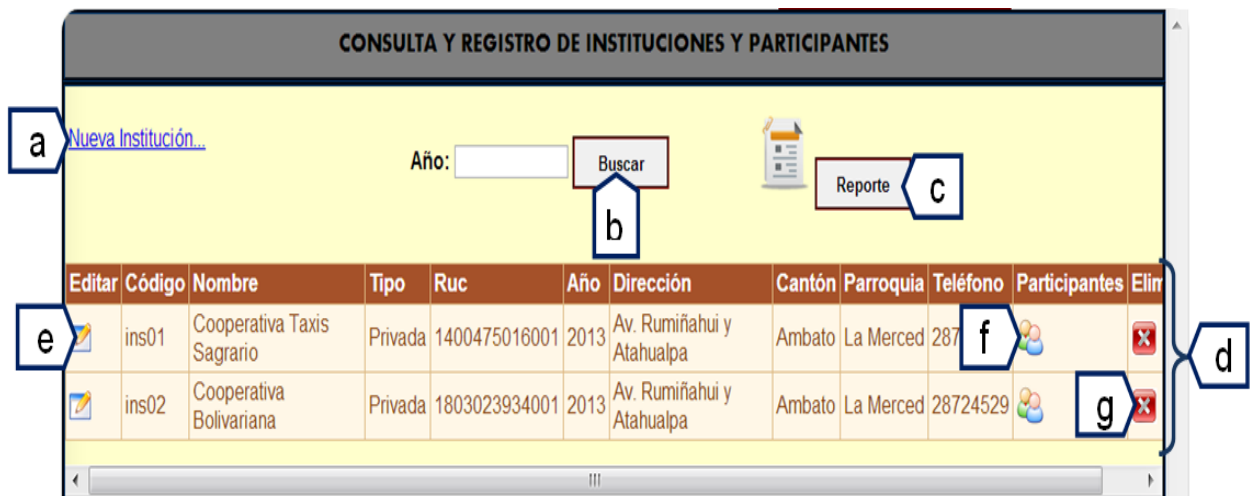 CONSULTA Y REGISTRO DE INSTITUCIONES Y PARTICIPANTES
a
Nueva Institución...
Año:
Buscar
b
Reporte
c
Editar Código Nombre Tipo Ruc Año Dirección Cantón Parroquia Teléfono Participantes Elim
e
ins01 Cooperativa Taxis Sagrario Privada 1400475016001 2013 Av. Rumiñahui y Atahualpa Ambato La Merced 287
f
d
ins02 Cooperativa Bolivariana Privada 1803023934001 2013 Av. Rumiñahui y Atahualpa Ambato La Merced 28724529
g